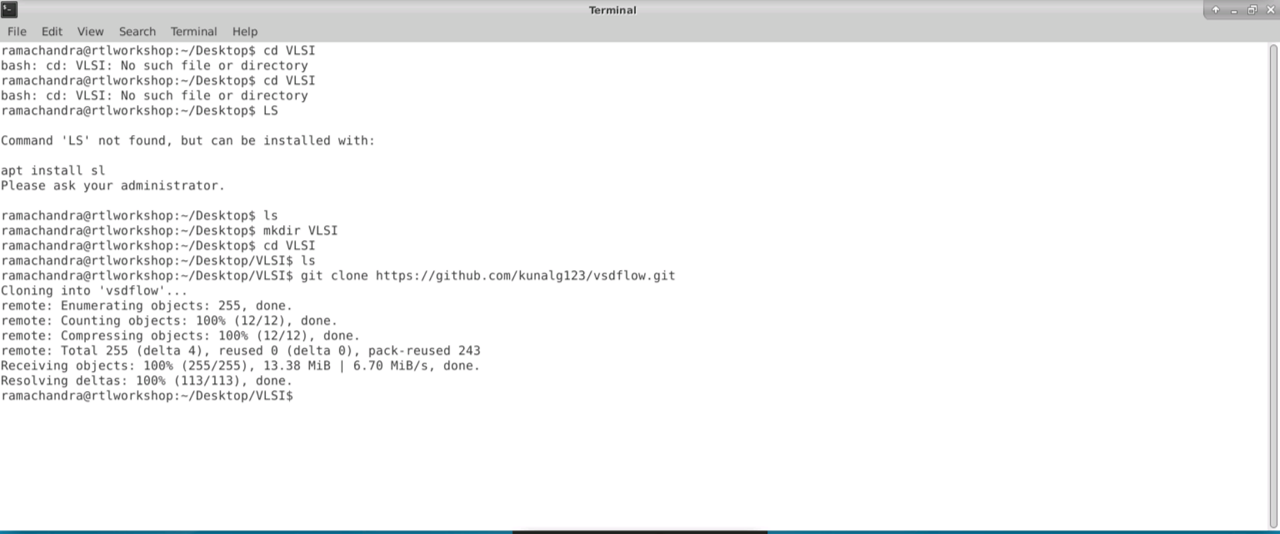 Terminal
File Edit View Search Terminal Help
ramachandra@rtlworkshop:~/Desktop$ cd VLSI
bash: cd: VLSI: No such file or directory
ramachandra@rtlworkshop:~/Desktop$ cd VLSI
bash: cd: VLSI: No such file or directory
ramachandra@rtlworkshop:~/Desktop$ LS
Command 'LS' not found, but can be installed with:
apt install sl
Please ask your administrator.
ramachandra@rtlworkshop:~/Desktop$ ls
ramachandra@rtlworkshop:~/Desktop$ mkdir VLSI
ramachandra@rtlworkshop:~/Desktop$ cd VLSI
ramachandra@rtlworkshop:~/Desktop/VLSI$ ls
ramachandra@rtlworkshop:~/Desktop/VLSI$ git clone https://github.com/kunalg123/vsdflow.git
Cloning into 'vsdflow'...
remote: Enumerating objects: 255, done.
remote: Counting objects: 100% (12/12), done.
remote: Compressing objects: 100% (12/12), done.
remote: Total 255 (delta 4), reused 0 (delta 0), pack-reused 243
Receiving objects: 100% (255/255), 13.38 MiB | 6.70 MiB/s, done.
Resolving deltas: 100% (113/113), done.
ramachandra@rtlworkshop:~/Desktop/VLSI$